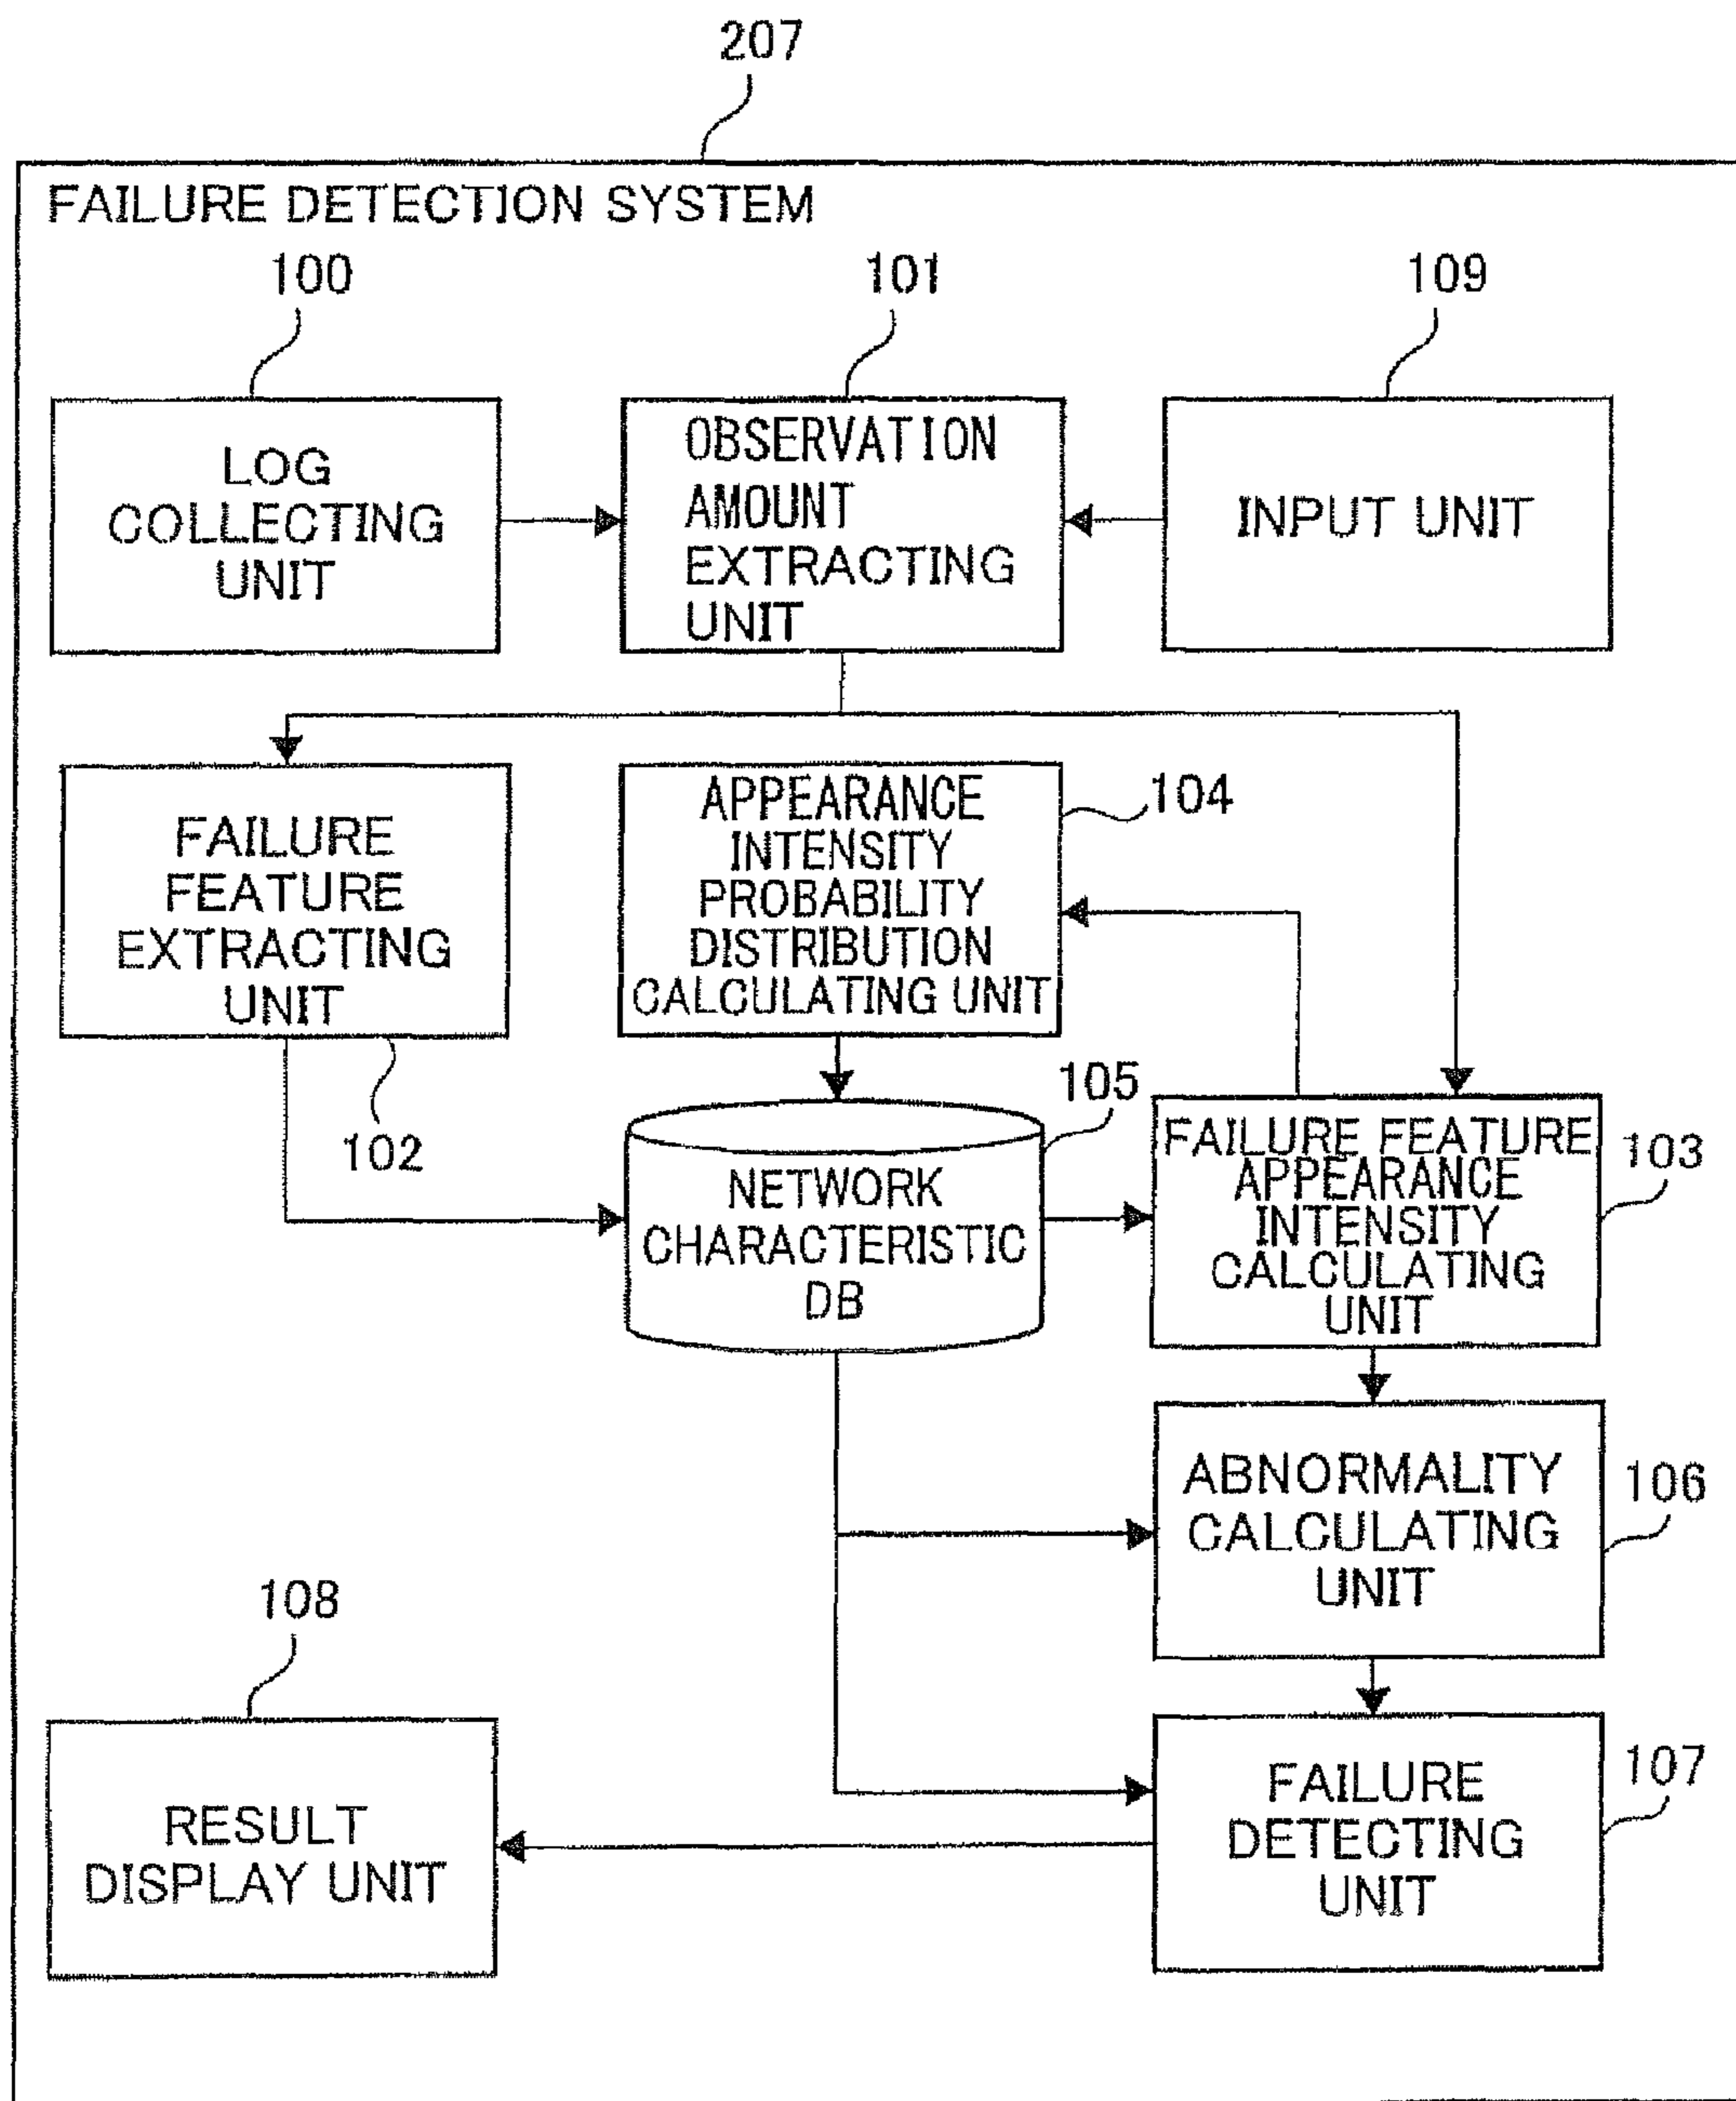 207
FAILURE DETECTION SYSTEM
100
101
109
LOG
COLLECTING
UNIT
OBSERVATION
AMOUNT
EXTRACTING
UNIT
INPUT UNIT
FAILURE
FEATURE
EXTRACTING
UNIT
102
APPEARANCE
INTENSITY
PROBABILITY
DISTRIBUTION
CALCULATING UNIT
104
105
NETWORK
CHARACTERISTIC
DB
FAILURE FEATURE
APPEARANCE
INTENSITY
CALCULATING
UNIT
103
ABNORMALITY
CALCULATING
UNIT
106
108
RESULT
DISPLAY UNIT
FAILURE
DETECTING
UNIT
107